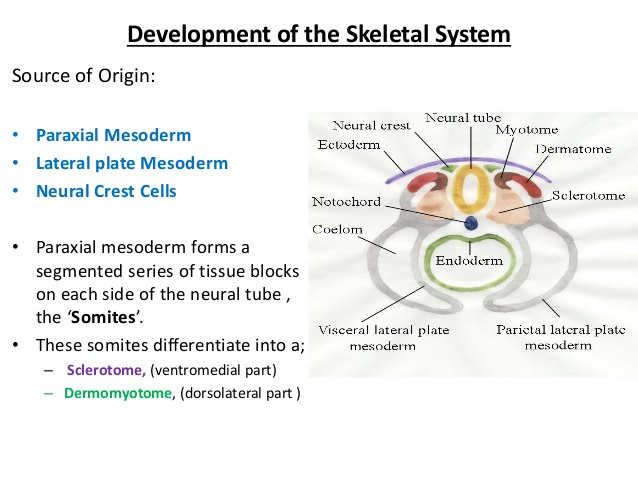 Development of the Skeletal System
Source of Origin:
• Paraxial Mesoderm
• Lateral plate Mesoderm
• Neural Crest Cells
• Paraxial mesoderm forms a
segmented series of tissue blocks
on each side of the neural tube ,
the ‘Somites’.
• These somites differentiate into a;
– Sclerotome, (ventromedial part)
– Dermomyotome, (dorsolateral part )
Neural tube
Neural crest
Myotome
Ectoderm
Dermatome
Notochord
Sclerotome
Coelom
Endoderm
Visceral lateral plate
mesoderm
Parietal lateral plate
mesoderm